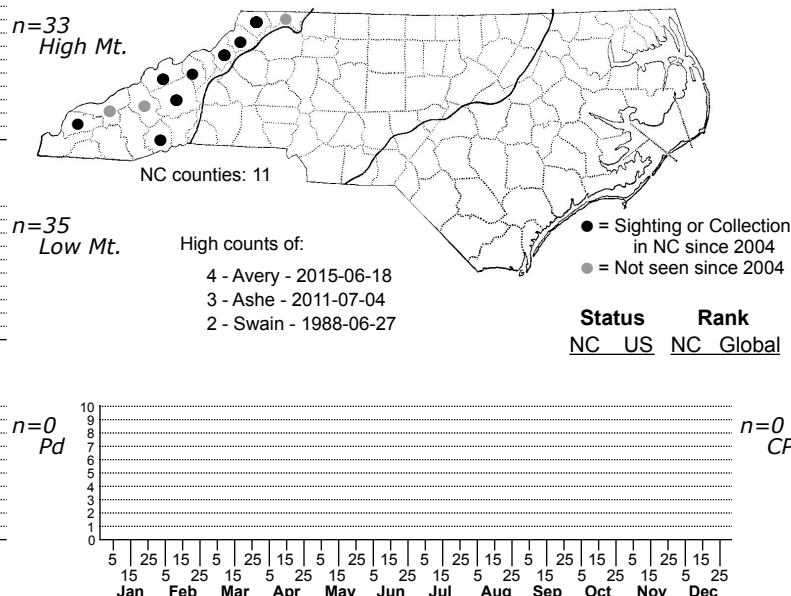 n=33
High Mt.
NC counties: 11
n=35
Low Mt.
High counts of:
4 - Avery - 2015-06-18
3 - Ashe - 2011-07-04
2 - Swain - 1988-06-27
= Sighting or Collection
in NC since 2004
= Not seen since 2004
Status Rank
NC US NC Global
n=0
Pd
10
9
8
7
6
5
4
3
2
1
0
n=0
CP
5 25 15 5 25 15 5 25 15 5 25 15 5 25 15 5 25 15
15 5 25 15 5 25 15 5 25 15 5 25 15 5 25 15 5 25
Jan Feb Mar Apr May Jun Jul Aug Sep Oct Nov Dec